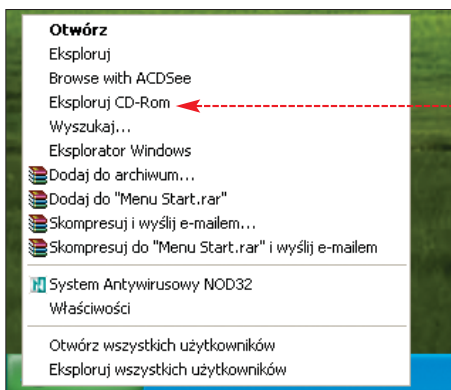 Otwórz
Eksploruj
Browse with ACDSee
Eksploruj CD-Rom
Wyszukaj...
Eksplorator Windows
Dodaj do archiwum...
Dodaj do "Menu Start.rar"
Skompresuj i wyślij e-mailem...
Skompresuj do "Menu Start.rar" i wyślij e-mailem
System Antywirusowy NOD32
Właściwości
Otwórz wszystkich użytkowników
Eksploruj wszystkich użytkowników